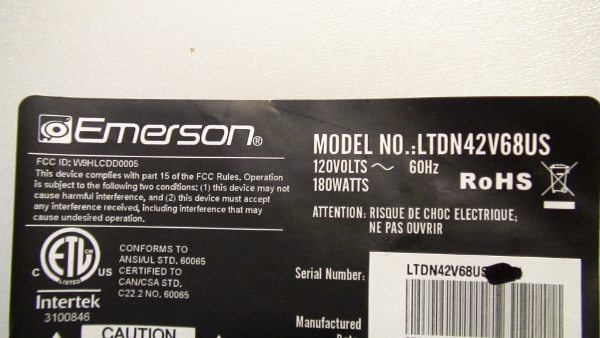 Emerson®
FCC ID: W9HLCDD0005
This device complies with part 15 of the FCC Rules, Operation
is subject to the following two conditions: (1) this device may not
cause harmful interference, and (2) this device must accept
any interference received, including interference that may
cause undesired operation.
MODEL NO.:LTDN42V68US
120VOLTS ~ 60Hz
180WATTS
RoHS
ATTENTION: RISQUE DE CHOC ELECTRIQUE;
NE PAS OUVRIR
C ETL US
LISTED
Intertek
3100846
CONFORMS TO
ANSI/UL STD. 60065
CERTIFIED TO
CAN/CSA STD.
C22.2 NO. 60065
CAUTION
Serial Number:
LTDN42V68US
Manufactured